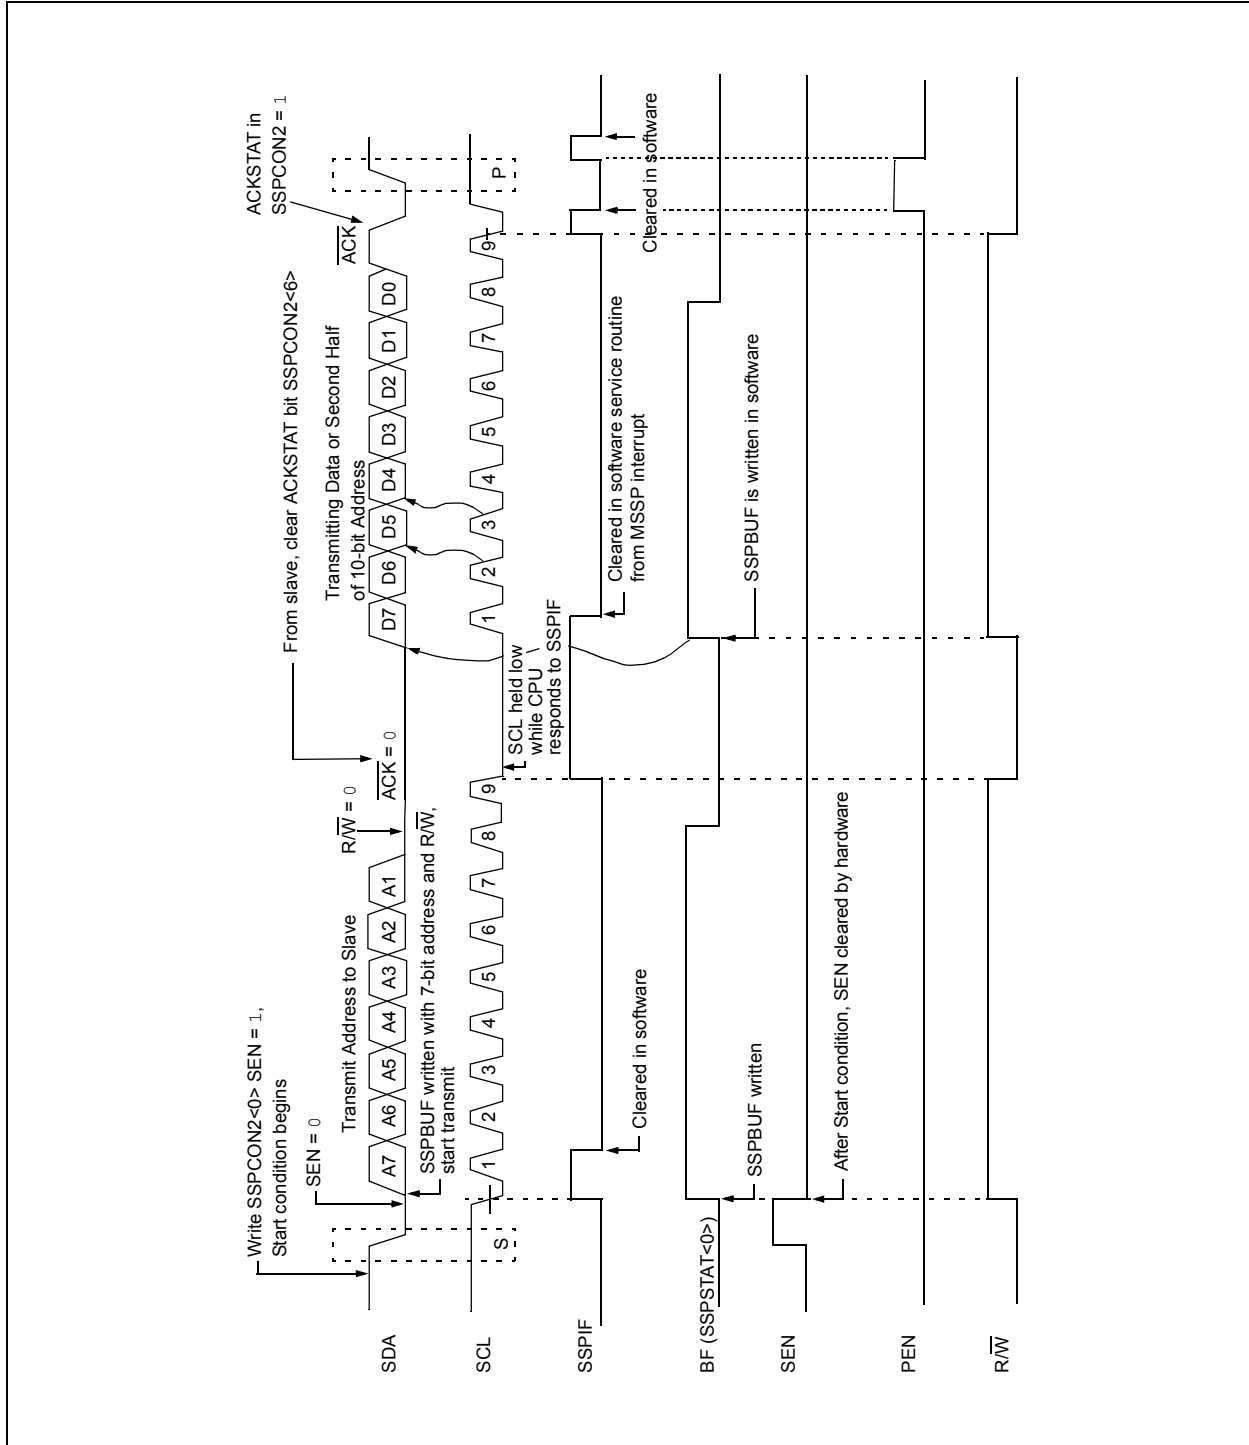 Write SSPCON2<0> SEN = 1,
Start condition begins
SEN = 0
Transmit Address to Slave
R/W = 0
From slave, clear ACKSTAT bit SSPCON2<6>
ACK = 0
Transmitting Data or Second Half
of 10-bit Address
ACK
ACKSTAT in
SSPCON2 = 1
SDA
A7 A6 A5 A4 A3 A2 A1
D7 D6 D5 D4 D3 D2 D1 D0
SSPBUF written with 7-bit address and R/W,
start transmit
SCL
S
1 2 3 4 5 6 7 8 9
1 2 3 4 5 6 7 8 9
P
SCL held low
while CPU
responds to SSPIF
SSPIF
Cleared in software
Cleared in software service routine
from MSSP interrupt
Cleared in software
BF (SSPSTAT<0>)
SSPBUF written
SSPBUF is written in software
SEN
After Start condition, SEN cleared by hardware
PEN
R/W